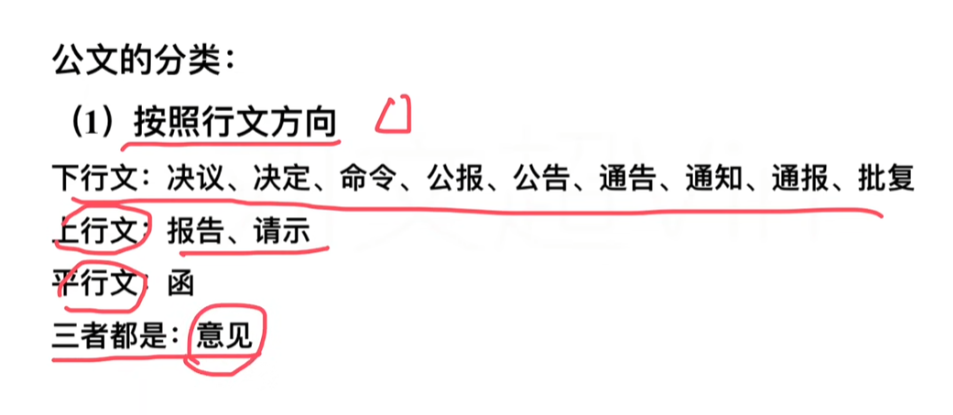 公文的分类：
（1）按照行文方向
下行文：决议、决定、命令、公报、公告、通告、通知、通报、批复
上行文：报告、请示
平行文：函
三者都是：意见